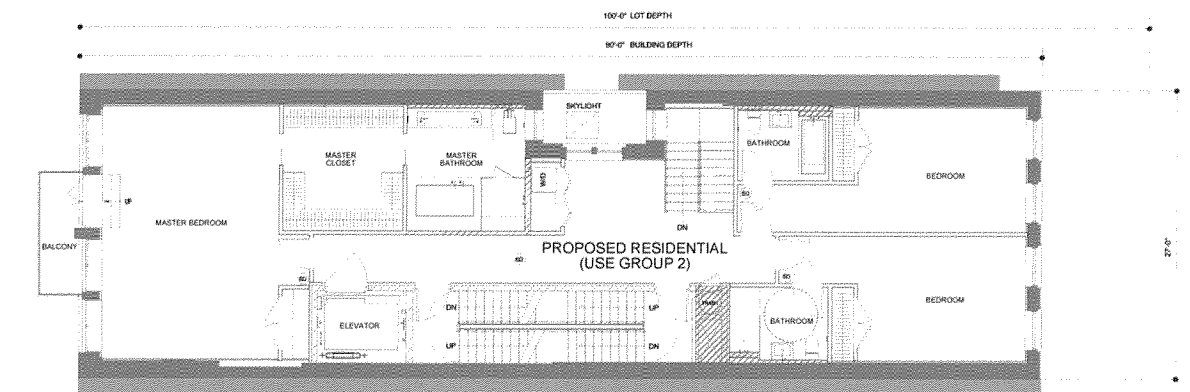 100'-0" LOT DEPTH
90'-0" BUILDING DEPTH
SKYLIGHT
MASTER CLOSET
MASTER BATHROOM
BATHROOM
W/D
BEDROOM
SD
UP
MASTER BEDROOM
DN
BALCONY
PROPOSED RESIDENTIAL
(USE GROUP 2)
27'-0"
SD
SD
SD
BEDROOM
DN
UP
BATHROOM
ELEVATOR
UP
DN